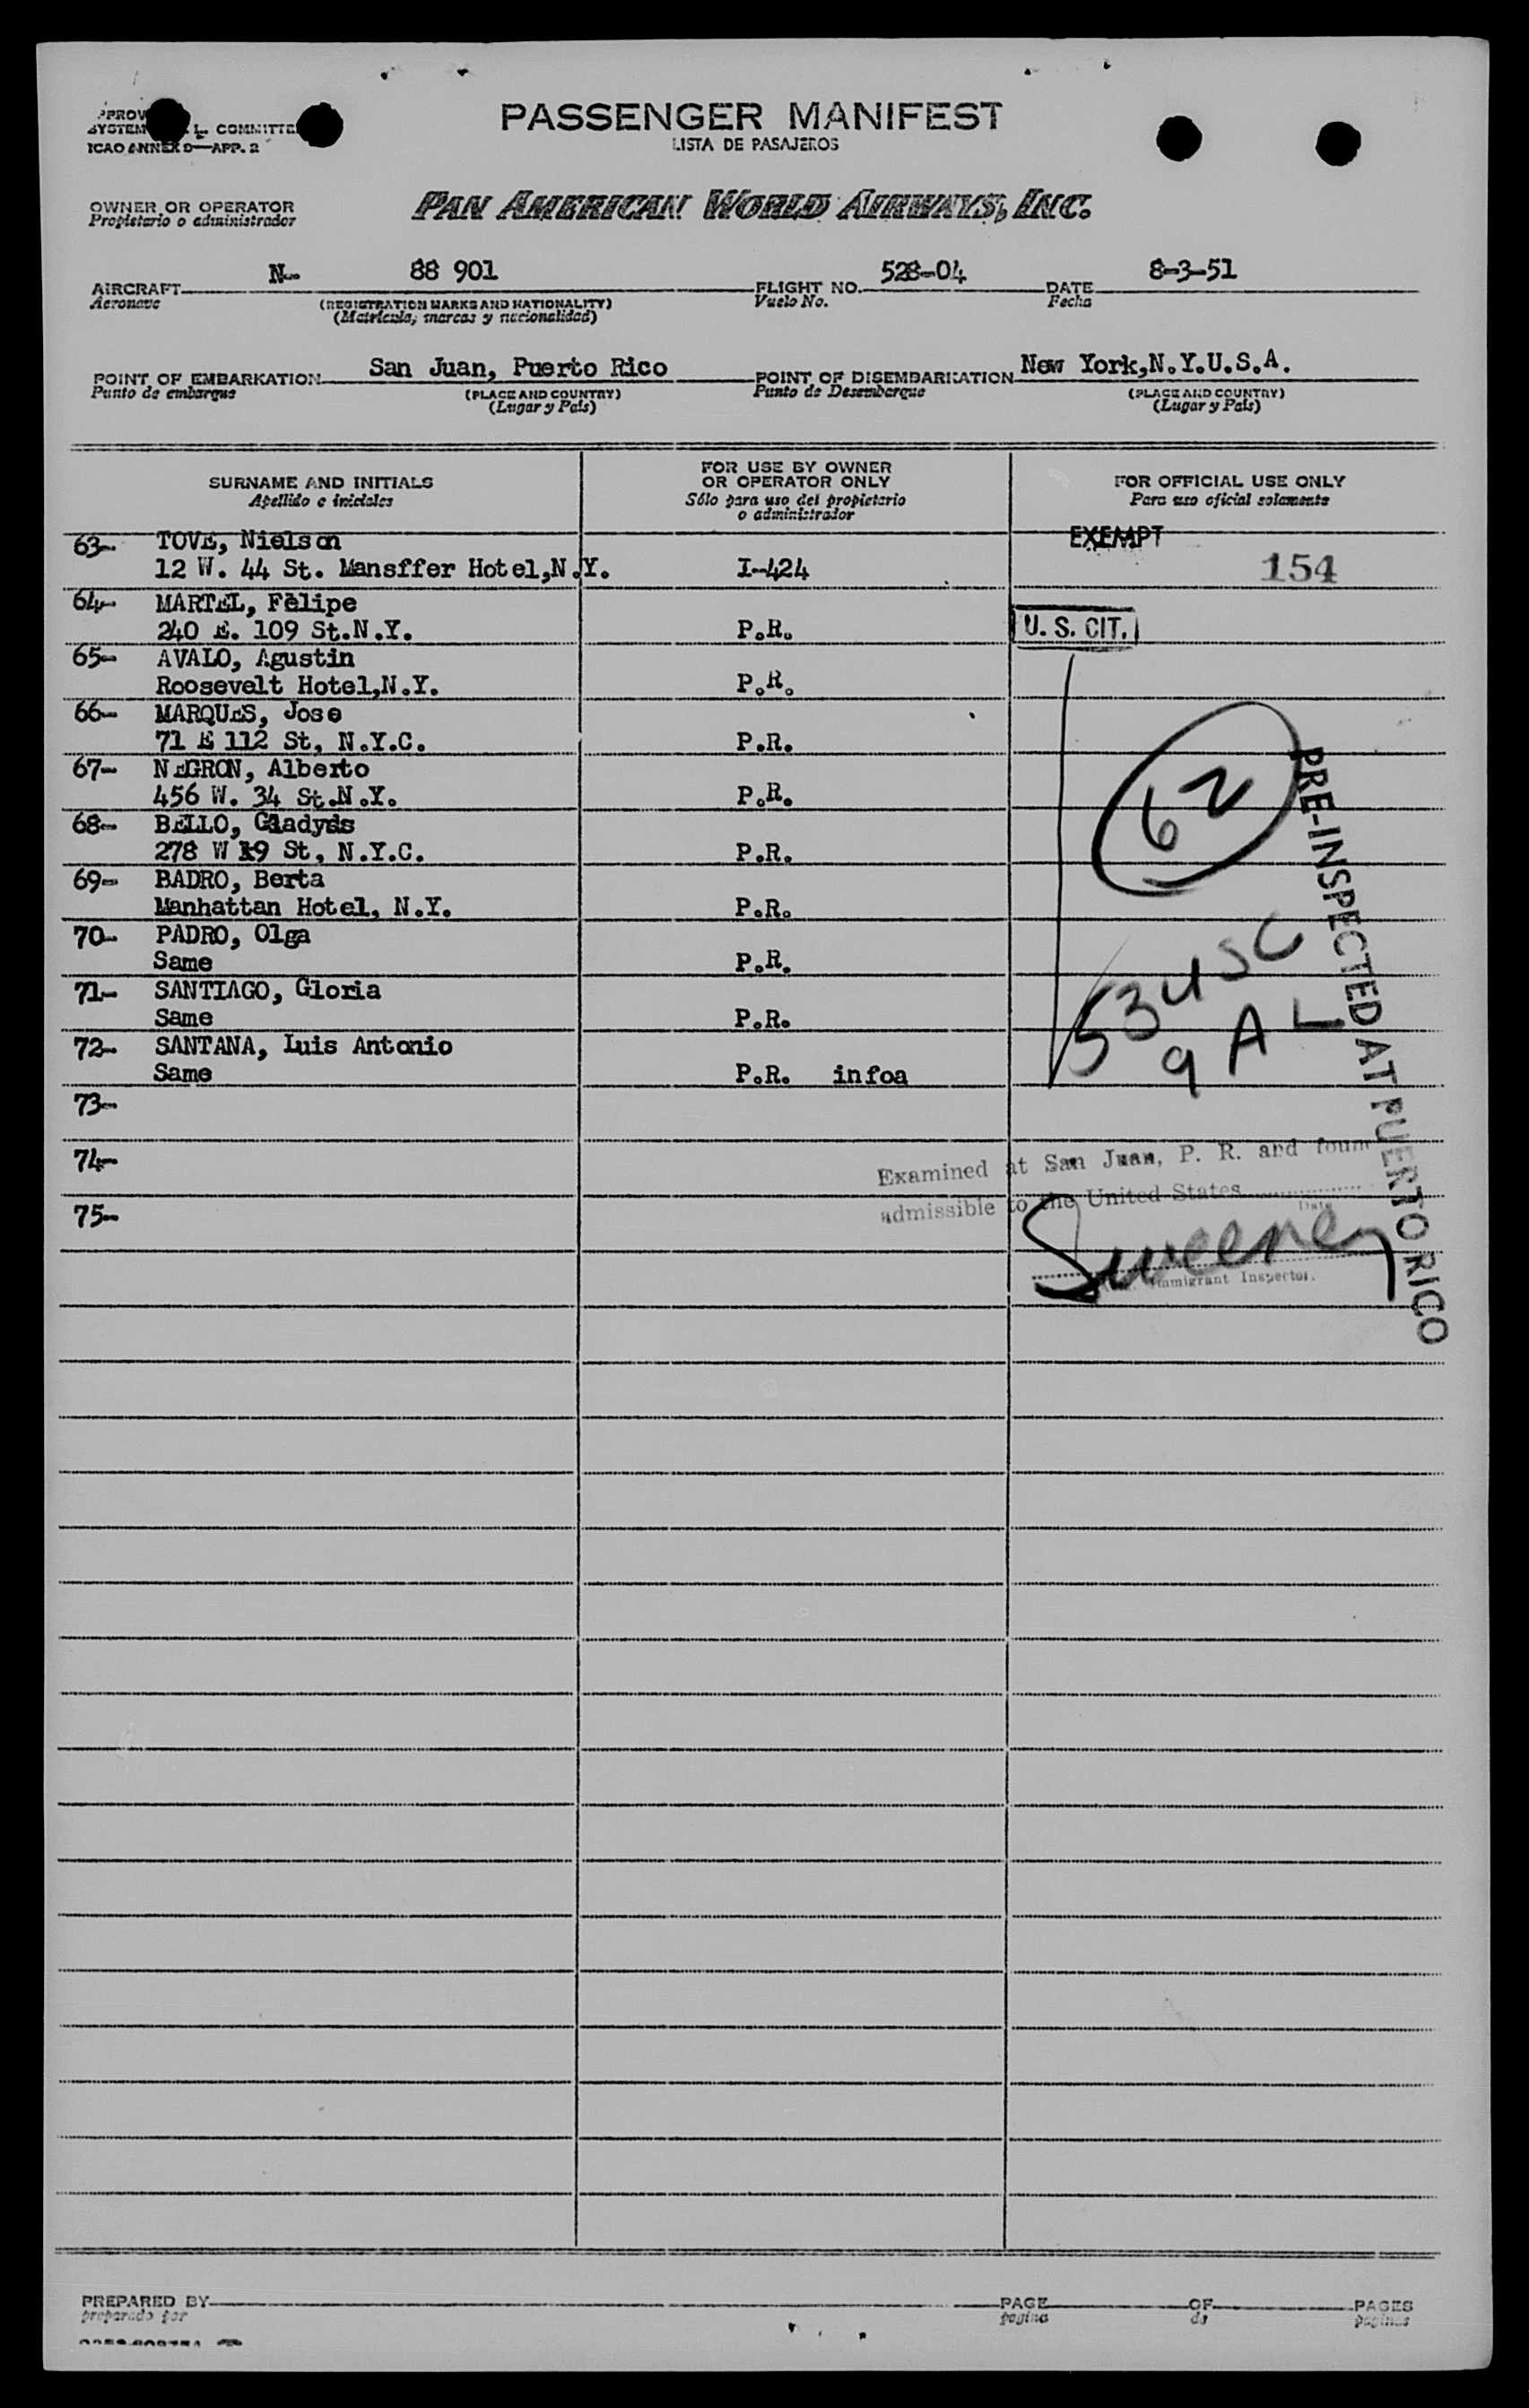 PASSENGER MANIFEST
LISTA DE PASAJEROS
ICAO ANNEX 9—APP. 2
OWNER OR OPERATOR
Propietario o administrador
PAN AMERICAN WORLD AIRWAYS, INC.
AIRCRAFT N- 88 901 FLIGHT NO. 528-04 DATE 8-3-51
Aeronave (REGISTRATION MARKS AND NATIONALITY) Vuelo No. Fecha
(Matrícula, marcas y nacionalidad)
POINT OF EMBARKATION San Juan, Puerto Rico POINT OF DISEMBARKATION New York,N.Y.U.S.A.
Punto de embarque (PLACE AND COUNTRY) Punto de Desembarque (PLACE AND COUNTRY)
(Lugar y País) (Lugar y País)
SURNAME AND INITIALS FOR USE BY OWNER OR OPERATOR ONLY FOR OFFICIAL USE ONLY
Apellido e iniciales Sólo para uso del propietario o administrador Para uso oficial solamente
63- TOVE, Nielson EXEMPT
12 W. 44 St. Mansffer Hotel,N.Y. I-424 154
64- MARTEL, Felipe
240 E. 109 St.N.Y. P.R. U. S. CIT.
65- AVALO, Agustin
Roosevelt Hotel,N.Y. P.R.
66- MARQUES, Jose
71 E 112 St, N.Y.C. P.R.
67- NEGRON, Alberto
456 W. 34 St.N.Y. P.R.
62
68- BELLO, Gladyds
278 W 19 St, N.Y.C. P.R.
69- BADRO, Berta
Manhattan Hotel, N.Y. P.R.
70- PADRO, Olga
Same P.R.
71- SANTIAGO, Gloria
Same P.R.
53 USC
9 AL
72- SANTANA, Luis Antonio
Same P.R. infoa
73-
74-
75-
PRE-INSPECTED AT PUERTO RICO
Examined at San Juan, P. R. and found
admissible to the United States
Date
Sweeney
Immigrant Inspector.
PREPARED BY PAGE OF PAGES
preparado por pagina de paginas